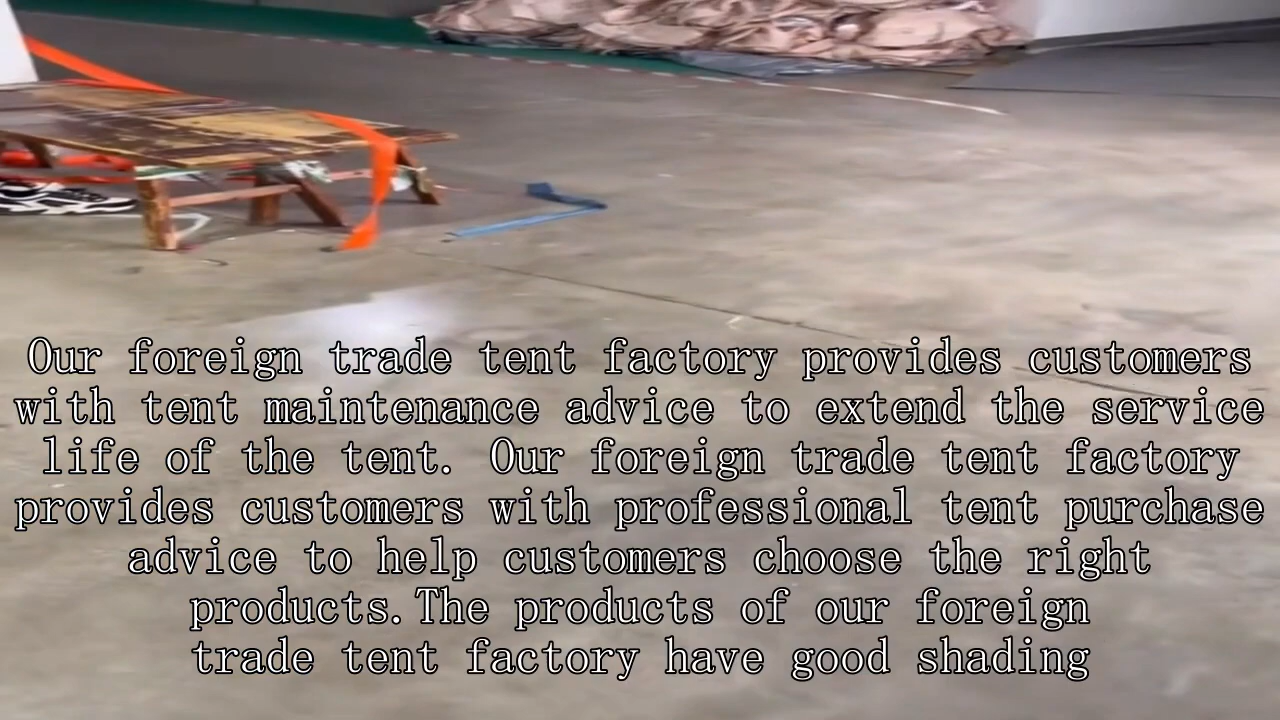 Our foreign trade tent factory provides customers
with tent maintenance advice to extend the service
life of the tent. Our foreign trade tent factory
provides customers with professional tent purchase
advice to help customers choose the right
products.The products of our foreign
trade tent factory have good shading